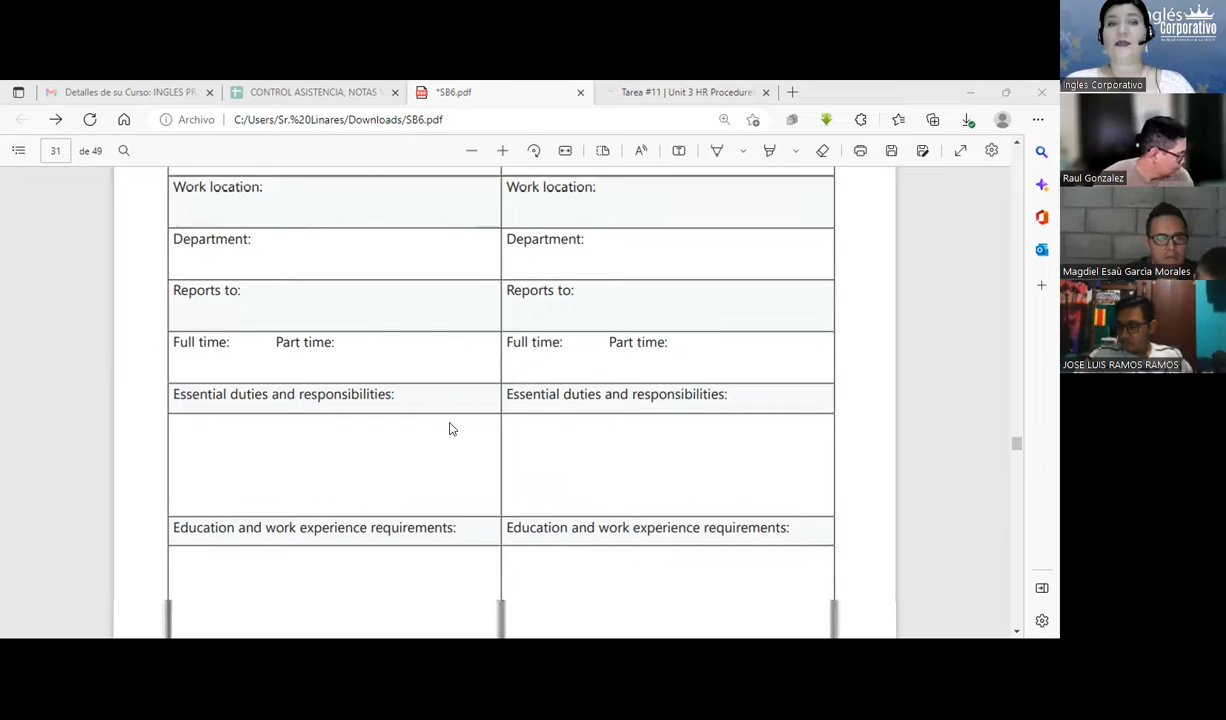 Detalles de su Curso: INGLES PR
CONTROL ASISTENCIA, NOTAS
*SB6.pdf
Tarea #11 | Unit 3 HR Procedure
Archivo
C:/Users/Sr.%20Linares/Downloads/SB6.pdf
31
de 49
Work location:
Work location:
Department:
Department:
Reports to:
Reports to:
Full time: Part time:
Full time: Part time:
Essential duties and responsibilities:
Essential duties and responsibilities:
Education and work experience requirements:
Education and work experience requirements:
nglés
Corporativo
Ingles Corporativo
Raul Gonzalez
Magdiel Esaù Garcia Morales
JOSE LUIS RAMOS RAMOS